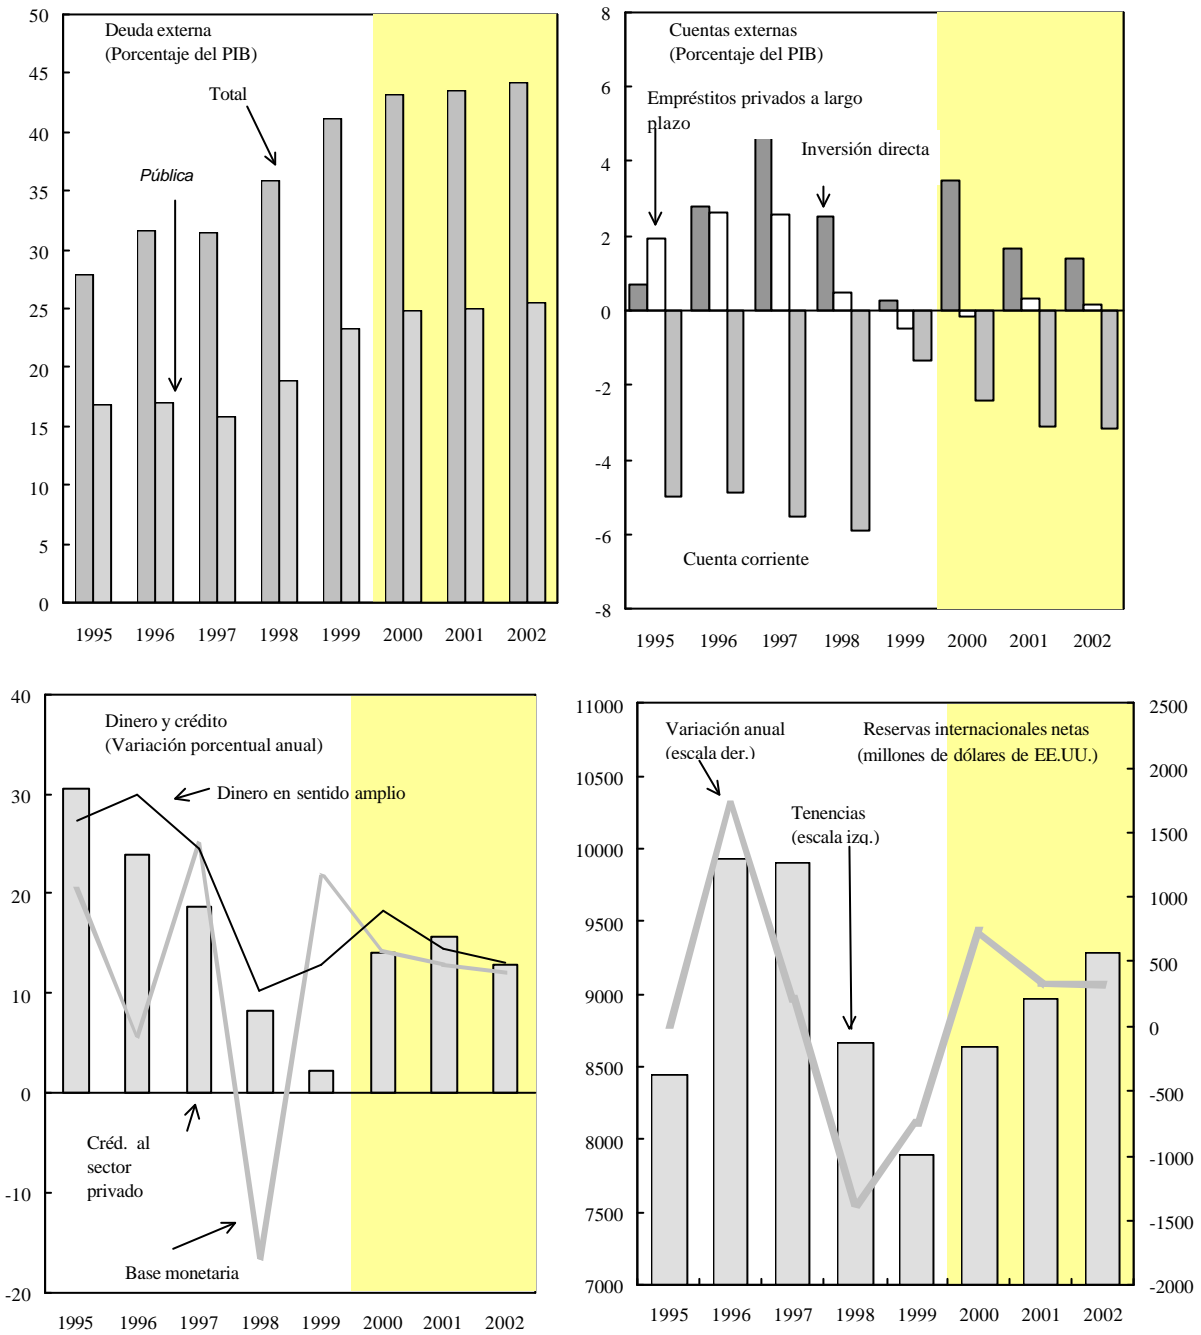 50
45
40
35
30
25
20
15
10
5
0
Deuda externa
(Porcentaje del PIB)
Total
Pública
1995 1996 1997 1998 1999 2000 2001 2002
8
6
4
2
0
-2
-4
-6
-8
Cuentas externas
(Porcentaje del PIB)
Empréstitos privados a largo
plazo
Inversión directa
Cuenta corriente
1995 1996 1997 1998 1999 2000 2001 2002
40
30
20
10
0
-10
-20
Dinero y crédito
(Variación porcentual anual)
Dinero en sentido amplio
Créd. al
sector
privado
Base monetaria
1995 1996 1997 1998 1999 2000 2001 2002
11000
10500
10000
9500
9000
8500
8000
7500
7000
Variación anual
(escala der.)
Reservas internacionales netas
(millones de dólares de EE.UU.)
Tenencias
(escala izq.)
2500
2000
1500
1000
500
0
-500
-1000
-1500
-2000
1995 1996 1997 1998 1999 2000 2001 2002